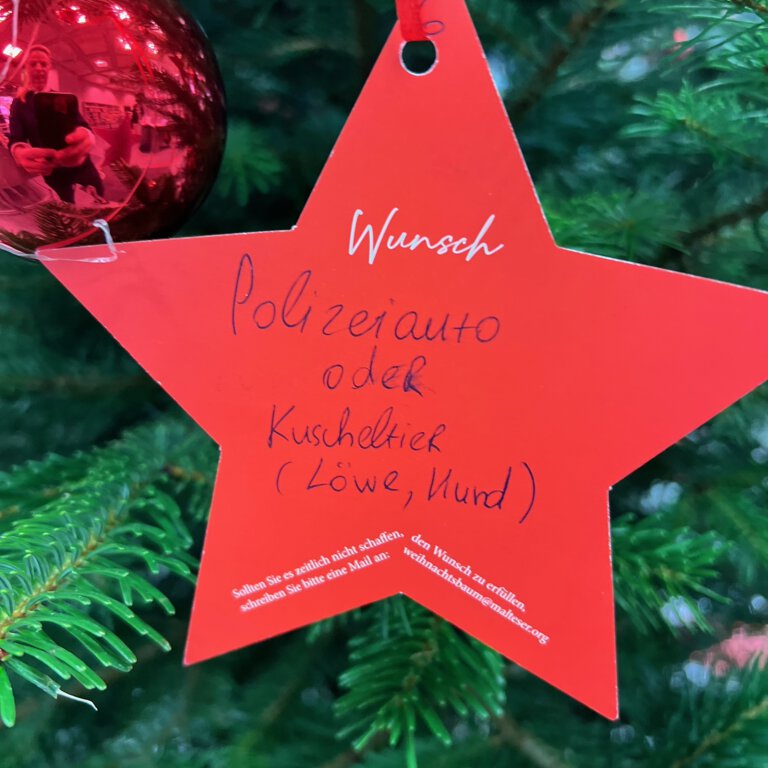 Wunsch
Polizeiauto
oder
Kuscheltier
(Löwe, Hund)
Sollten Sie es zeitlich nicht schaffen, den Wunsch zu erfüllen,
schreiben Sie bitte eine Mail an: weihnachtsbaum@malteser.org